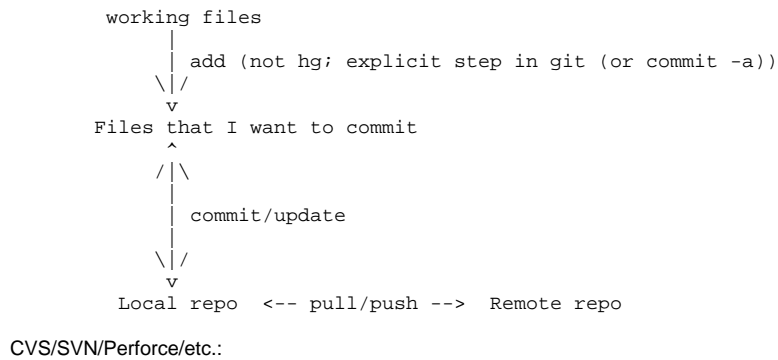 working files
|
| add (not hg; explicit step in git (or commit -a))
\|/
v
Files that I want to commit
^
/|\
|
| commit/update
|
\|/
v
Local repo <-- pull/push --> Remote repo
CVS/SVN/Perforce/etc.: